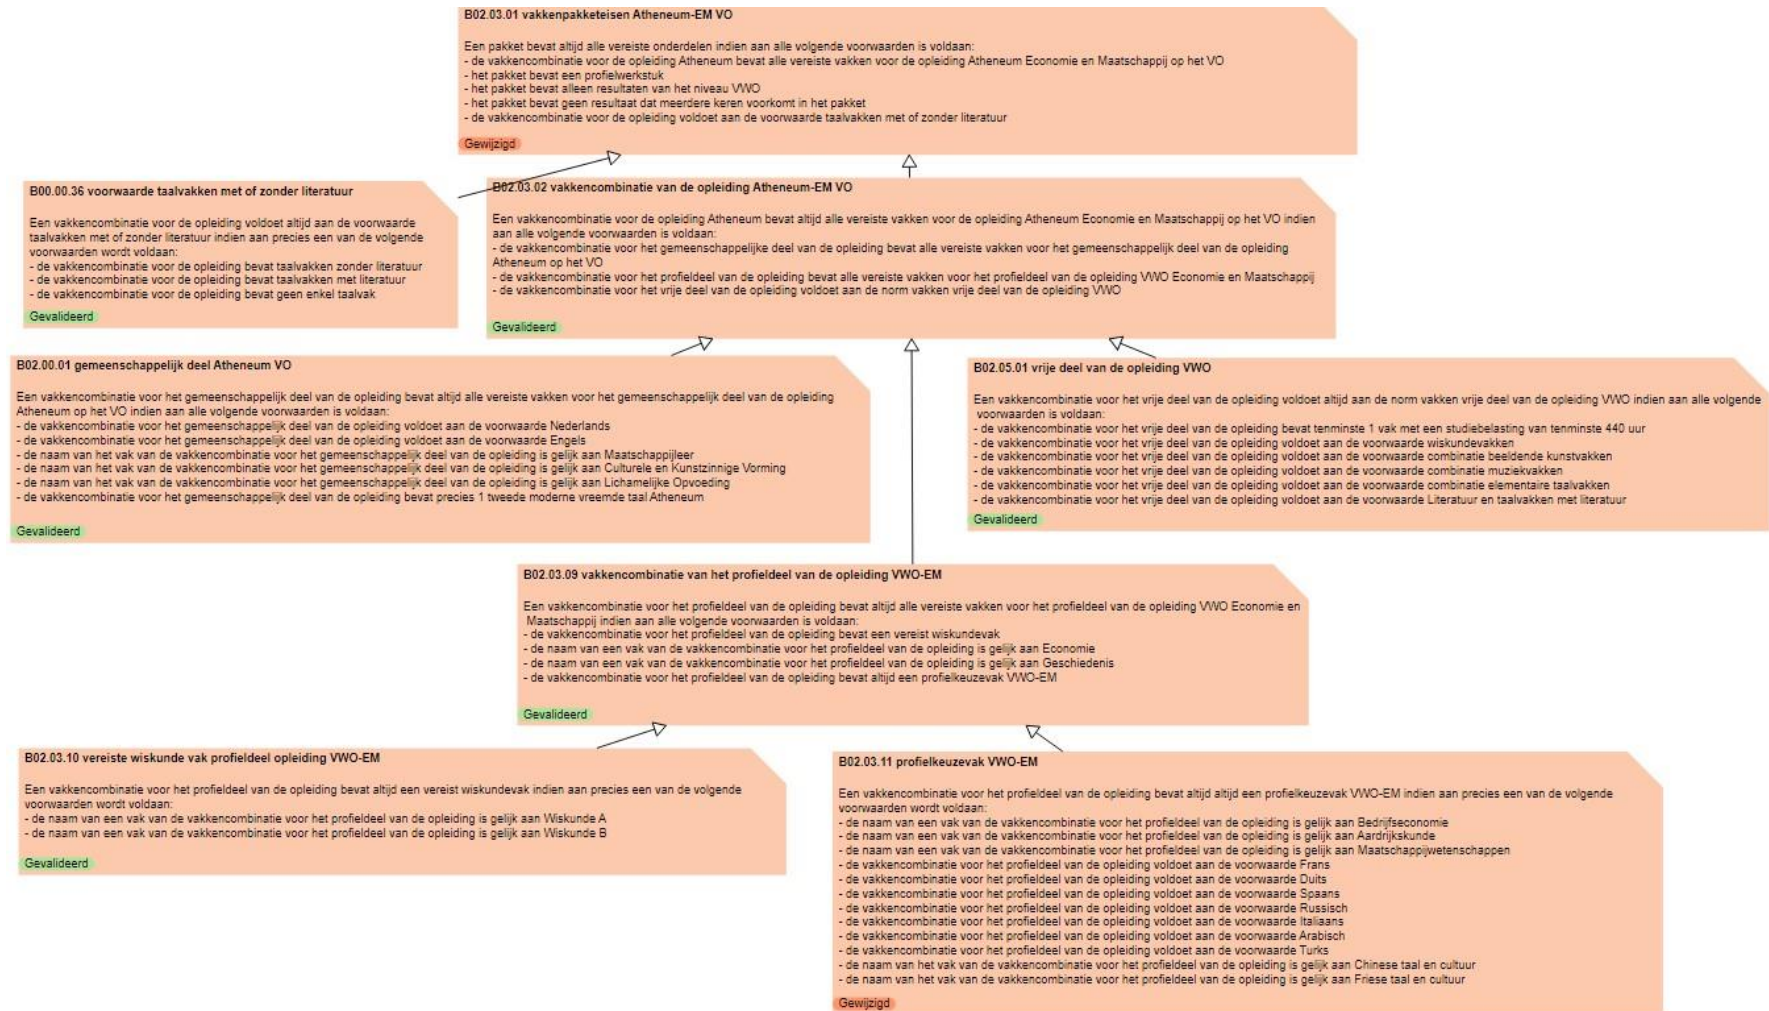 B02.03.01 vakkenpakketeisen Atheneum-EM VO
Een pakket bevat altijd alle vereiste onderdelen indien aan alle volgende voorwaarden is voldaan:
- de vakkencombinatie voor de opleiding Atheneum bevat alle vereiste vakken voor de opleiding Atheneum Economie en Maatschappij op het VO
- het pakket bevat een profielwerkstuk
- het pakket bevat alleen resultaten van het niveau VWO
- het pakket bevat geen resultaat dat meerdere keren voorkomt in het pakket
- de vakkencombinatie voor de opleiding voldoet aan de voorwaarde taalvakken met of zonder literatuur
Gewijzigd
B00.00.36 voorwaarde taalvakken met of zonder literatuur
Een vakkencombinatie voor de opleiding voldoet altijd aan de voorwaarde
taalvakken met of zonder literatuur indien aan precies een van de volgende
voorwaarden wordt voldaan:
- de vakkencombinatie voor de opleiding bevat taalvakken zonder literatuur
- de vakkencombinatie voor de opleiding bevat taalvakken met literatuur
- de vakkencombinatie voor de opleiding bevat geen enkel taalvak
Gevalideerd
B02.03.02 vakkencombinatie van de opleiding Atheneum-EM VO
Een vakkencombinatie voor de opleiding Atheneum bevat altijd alle vereiste vakken voor de opleiding Atheneum Economie en Maatschappij op het VO indien
aan alle volgende voorwaarden is voldaan:
- de vakkencombinatie voor het gemeenschappelijke deel van de opleiding bevat alle vereiste vakken voor het gemeenschappelijk deel van de opleiding
Atheneum op het VO
- de vakkencombinatie voor het profieldeel van de opleiding bevat alle vereiste vakken voor het profieldeel van de opleiding VWO Economie en Maatschappij
- de vakkencombinatie voor het vrije deel van de opleiding voldoet aan de norm vakken vrije deel van de opleiding VWO
Gevalideerd
B02.00.01 gemeenschappelijk deel Atheneum VO
Een vakkencombinatie voor het gemeenschappelijk deel van de opleiding bevat altijd alle vereiste vakken voor het gemeenschappelijk deel van de opleiding
Atheneum op het VO indien aan alle volgende voorwaarden is voldaan:
- de vakkencombinatie voor het gemeenschappelijk deel van de opleiding voldoet aan de voorwaarde Nederlands
- de vakkencombinatie voor het gemeenschappelijk deel van de opleiding voldoet aan de voorwaarde Engels
- de naam van het vak van de vakkencombinatie voor het gemeenschappelijk deel van de opleiding is gelijk aan Maatschappijleer
- de naam van het vak van de vakkencombinatie voor het gemeenschappelijk deel van de opleiding is gelijk aan Culturele en Kunstzinnige Vorming
- de naam van het vak van de vakkencombinatie voor het gemeenschappelijk deel van de opleiding is gelijk aan Lichamelijke Opvoeding
- de vakkencombinatie voor het gemeenschappelijk deel van de opleiding bevat precies 1 tweede moderne vreemde taal Atheneum
Gevalideerd
B02.05.01 vrije deel van de opleiding VWO
Een vakkencombinatie voor het vrije deel van de opleiding voldoet altijd aan de norm vakken vrije deel van de opleiding VWO indien aan alle volgende
voorwaarden is voldaan:
- de vakkencombinatie voor het vrije deel van de opleiding bevat tenminste 1 vak met een studiebelasting van tenminste 440 uur
- de vakkencombinatie voor het vrije deel van de opleiding voldoet aan de voorwaarde wiskundevakken
- de vakkencombinatie voor het vrije deel van de opleiding voldoet aan de voorwaarde combinatie beeldende kunstvakken
- de vakkencombinatie voor het vrije deel van de opleiding voldoet aan de voorwaarde combinatie muziekvakken
- de vakkencombinatie voor het vrije deel van de opleiding voldoet aan de voorwaarde combinatie elementaire taalvakken
- de vakkencombinatie voor het vrije deel van de opleiding voldoet aan de voorwaarde Literatuur en taalvakken met literatuur
Gevalideerd
B02.03.09 vakkencombinatie van het profieldeel van de opleiding VWO-EM
Een vakkencombinatie voor het profieldeel van de opleiding bevat altijd alle vereiste vakken voor het profieldeel van de opleiding VWO Economie en
Maatschappij indien aan alle volgende voorwaarden is voldaan:
- de vakkencombinatie voor het profieldeel van de opleiding bevat een vereist wiskundevak
- de naam van een vak van de vakkencombinatie voor het profieldeel van de opleiding is gelijk aan Economie
- de naam van een vak van de vakkencombinatie voor het profieldeel van de opleiding is gelijk aan Geschiedenis
- de vakkencombinatie voor het profieldeel van de opleiding bevat altijd een profielkeuzevak VWO-EM
Gevalideerd
B02.03.10 vereiste wiskunde vak profieldeel opleiding VWO-EM
Een vakkencombinatie voor het profieldeel van de opleiding bevat altijd een vereist wiskundevak indien aan precies een van de volgende
voorwaarden wordt voldaan:
- de naam van een vak van de vakkencombinatie voor het profieldeel van de opleiding is gelijk aan Wiskunde A
- de naam van een vak van de vakkencombinatie voor het profieldeel van de opleiding is gelijk aan Wiskunde B
Gevalideerd
B02.03.11 profielkeuzevak VWO-EM
Een vakkencombinatie voor het profieldeel van de opleiding bevat altijd altijd een profielkeuzevak VWO-EM indien aan precies een van de volgende
voorwaarden wordt voldaan:
- de naam van een vak van de vakkencombinatie voor het profieldeel van de opleiding is gelijk aan Bedrijfseconomie
- de naam van een vak van de vakkencombinatie voor het profieldeel van de opleiding is gelijk aan Aardrijkskunde
- de naam van een vak van de vakkencombinatie voor het profieldeel van de opleiding is gelijk aan Maatschappijwetenschappen
- de vakkencombinatie voor het profieldeel van de opleiding voldoet aan de voorwaarde Frans
- de vakkencombinatie voor het profieldeel van de opleiding voldoet aan de voorwaarde Duits
- de vakkencombinatie voor het profieldeel van de opleiding voldoet aan de voorwaarde Spaans
- de vakkencombinatie voor het profieldeel van de opleiding voldoet aan de voorwaarde Russisch
- de vakkencombinatie voor het profieldeel van de opleiding voldoet aan de voorwaarde Italiaans
- de vakkencombinatie voor het profieldeel van de opleiding voldoet aan de voorwaarde Arabisch
- de vakkencombinatie voor het profieldeel van de opleiding voldoet aan de voorwaarde Turks
- de naam van het vak van de vakkencombinatie voor het profieldeel van de opleiding is gelijk aan Chinese taal en cultuur
- de naam van het vak van de vakkencombinatie voor het profieldeel van de opleiding is gelijk aan Friese taal en cultuur
Gewijzigd